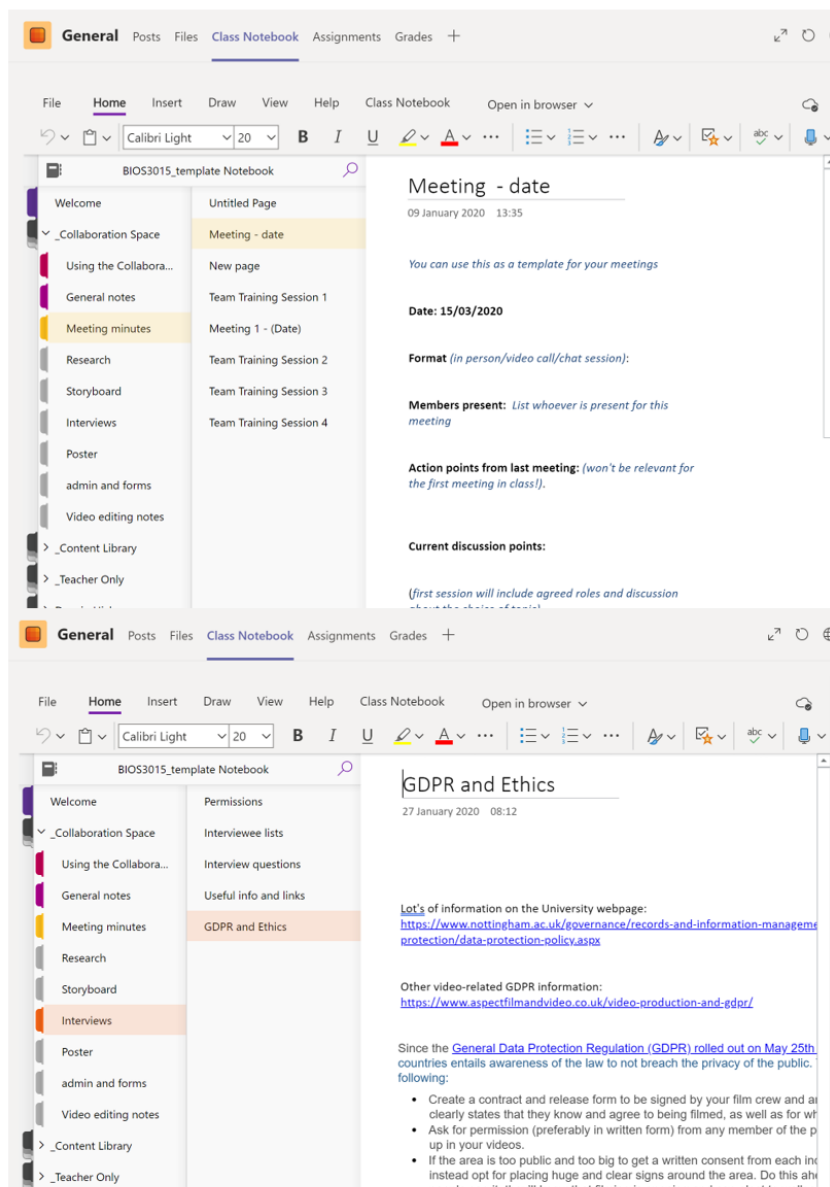 General Posts Files Class Notebook Assignments Grades
File Home Insert Draw View Help Class Notebook Open in browser
Calibri Light 20 B I U A abc
BIOS3015_template Notebook
Welcome
_Collaboration Space
Using the Collabora...
General notes
Meeting minutes
Research
Storyboard
Interviews
Poster
admin and forms
Video editing notes
_Content Library
_Teacher Only
Untitled Page
Meeting - date
New page
Team Training Session 1
Meeting 1 - (Date)
Team Training Session 2
Team Training Session 3
Team Training Session 4
Meeting - date
09 January 2020 13:35
You can use this as a template for your meetings
Date: 15/03/2020
Format (in person/video call/chat session):
Members present: List whoever is present for this
meeting
Action points from last meeting: (won't be relevant for
the first meeting in class!).
Current discussion points:
(first session will include agreed roles and discussion
about the choice of topic)
General Posts Files Class Notebook Assignments Grades
File Home Insert Draw View Help Class Notebook Open in browser
Calibri Light 20 B I U A abc
BIOS3015_template Notebook
Welcome
_Collaboration Space
Using the Collabora...
General notes
Meeting minutes
Research
Storyboard
Interviews
Poster
admin and forms
Video editing notes
_Content Library
_Teacher Only
Permissions
Interviewee lists
Interview questions
Useful info and links
GDPR and Ethics
GDPR and Ethics
27 January 2020 08:12
Lot's of information on the University webpage:
https://www.nottingham.ac.uk/governance/records-and-information-manageme
protection/data-protection-policy.aspx
Other video-related GDPR information:
https://www.aspectfilmandvideo.co.uk/video-production-and-gdpr/
Since the General Data Protection Regulation (GDPR) rolled out on May 25th
countries entails awareness of the law to not breach the privacy of the public.
following:
• Create a contract and release form to be signed by your film crew and
clearly states that they know and agree to being filmed, as well as for
• Ask for permission (preferably in written form) from any member of the
up in your videos.
• If the area is too public and too big to get a written consent from each
instead opt for placing huge and clear signs around the area. Do this